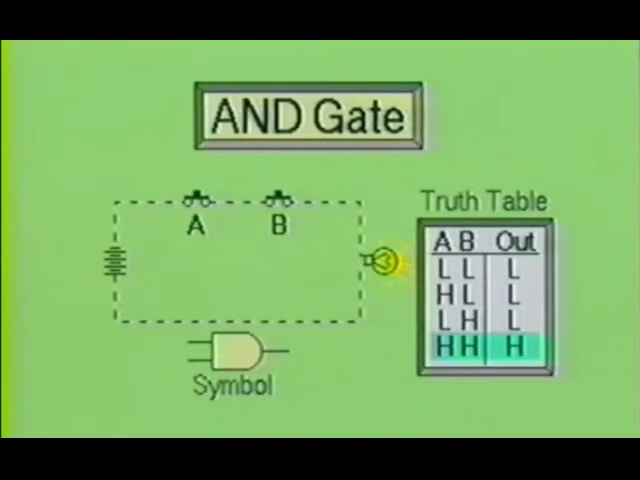 AND Gate
A B
Symbol
Truth Table
A B Out
L L L
H L L
L H L
H H H